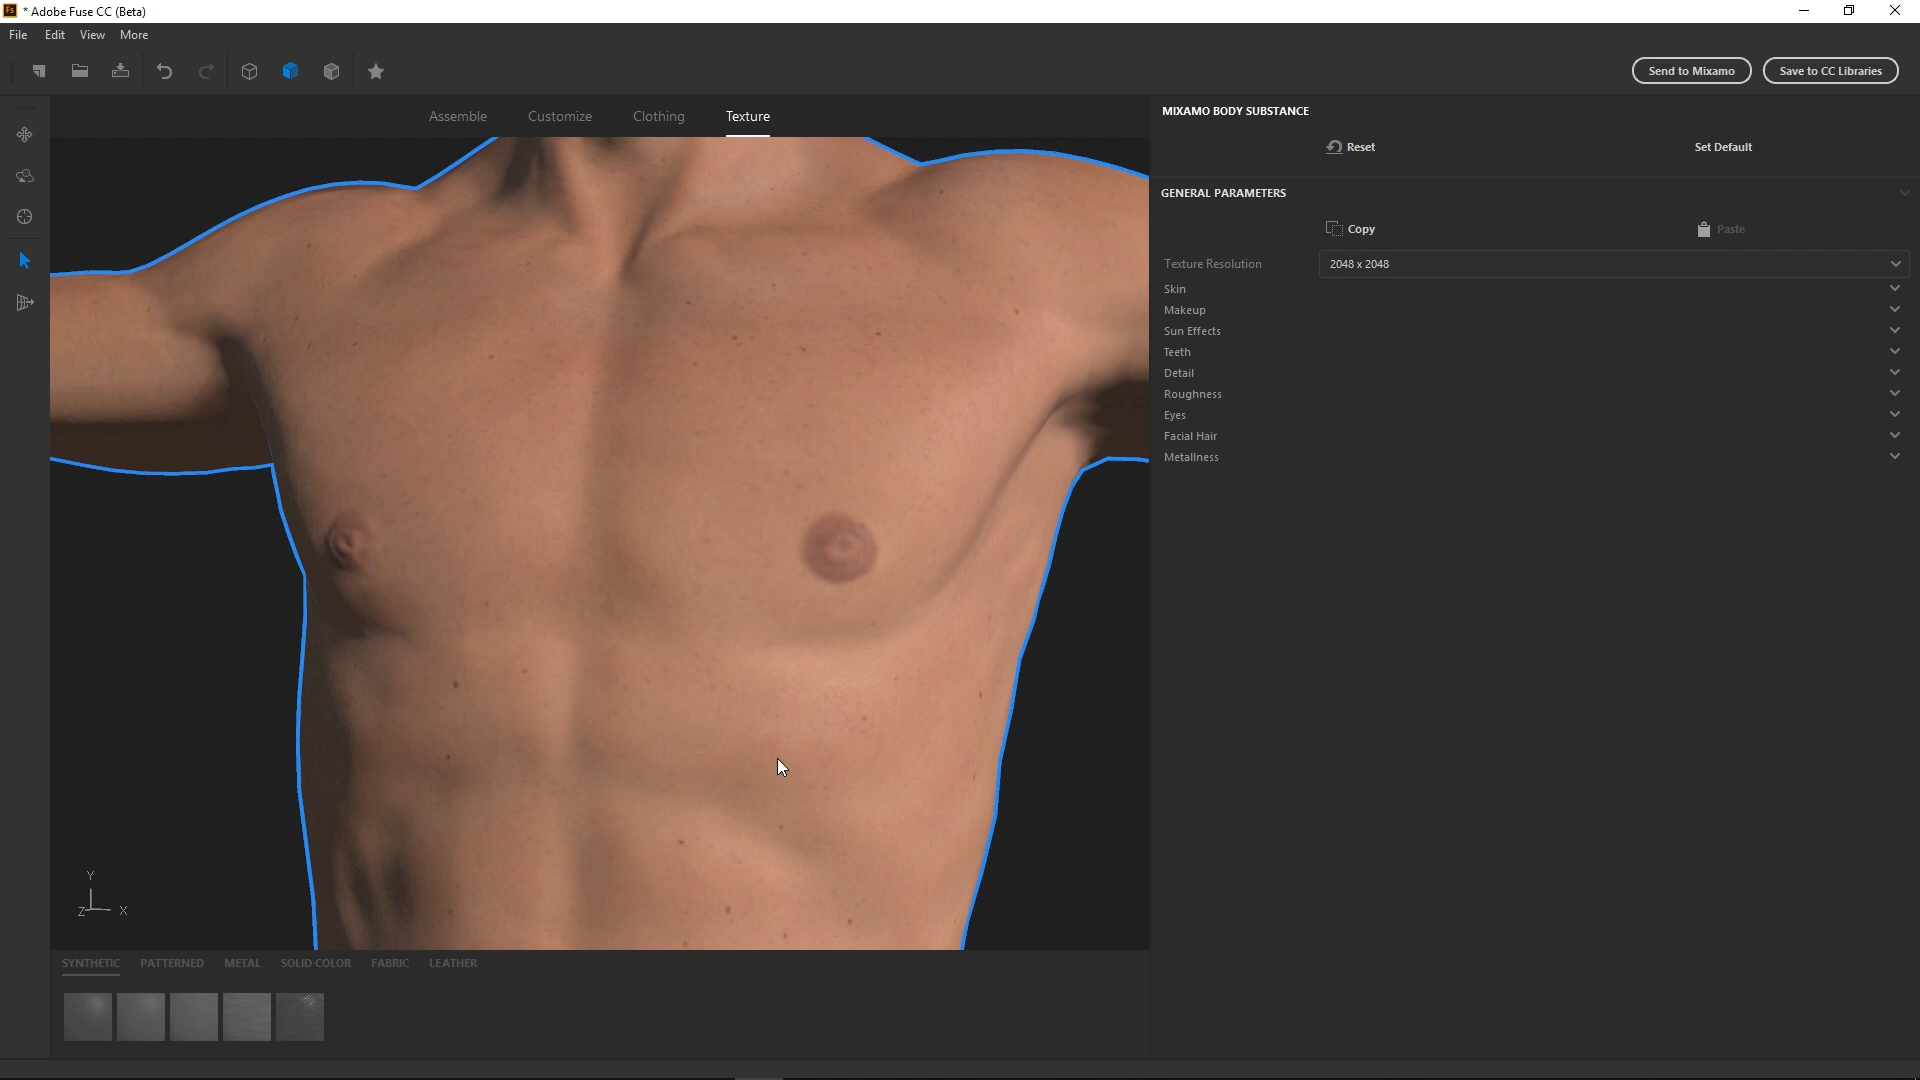 Fs * Adobe Fuse CC (Beta)
File Edit View More
Send to Mixamo Save to CC Libraries
Assemble Customize Clothing Texture
MIXAMO BODY SUBSTANCE
Reset Set Default
GENERAL PARAMETERS
Copy Paste
Texture Resolution 2048 x 2048
Skin
Makeup
Sun Effects
Teeth
Detail
Roughness
Eyes
Facial Hair
Metallness
Y
Z X
SYNTHETIC PATTERNED METAL SOLID COLOR FABRIC LEATHER